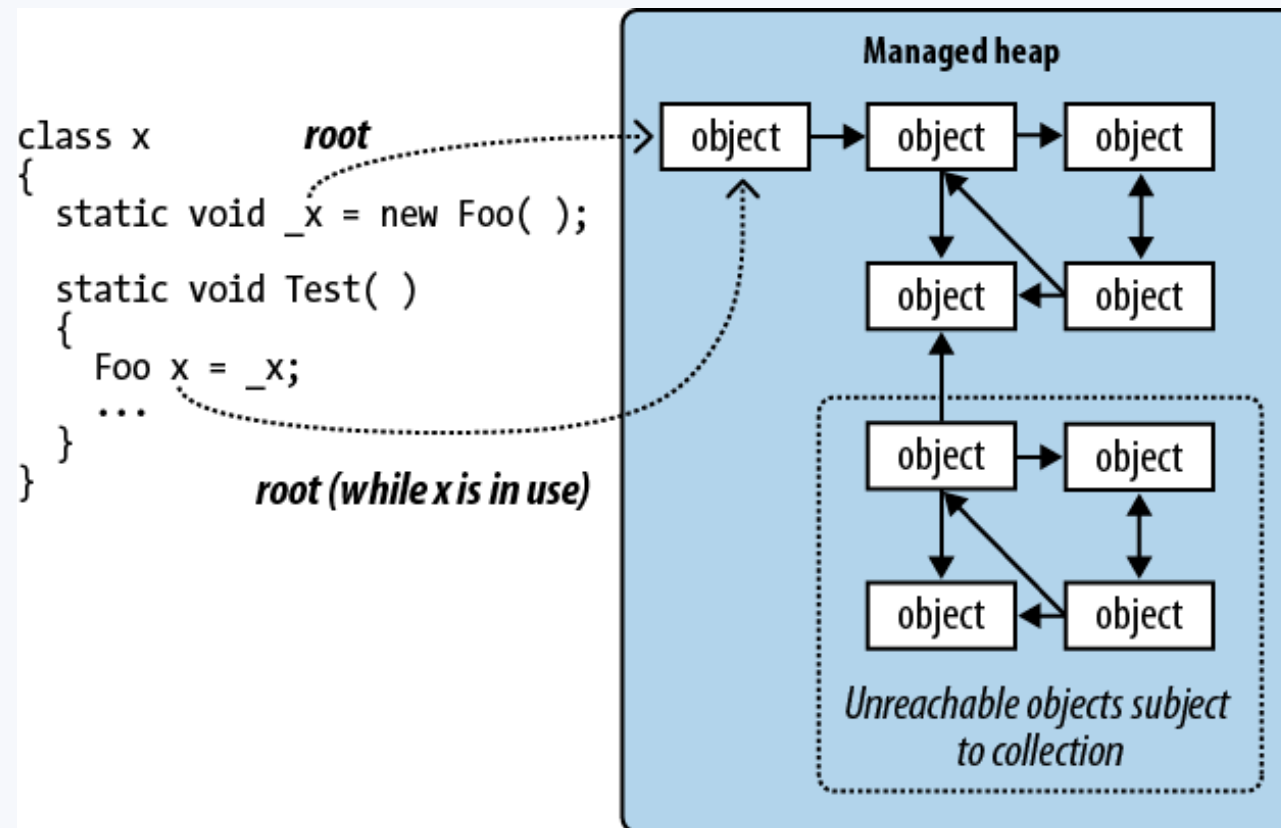 Managed heap
class x
root
{
static void _x = new Foo( );
static void Test( )
{
Foo x = _x;
...
}
}
root (while x is in use)
object
object
object
object
object
object
object
object
object
Unreachable objects subject
to collection